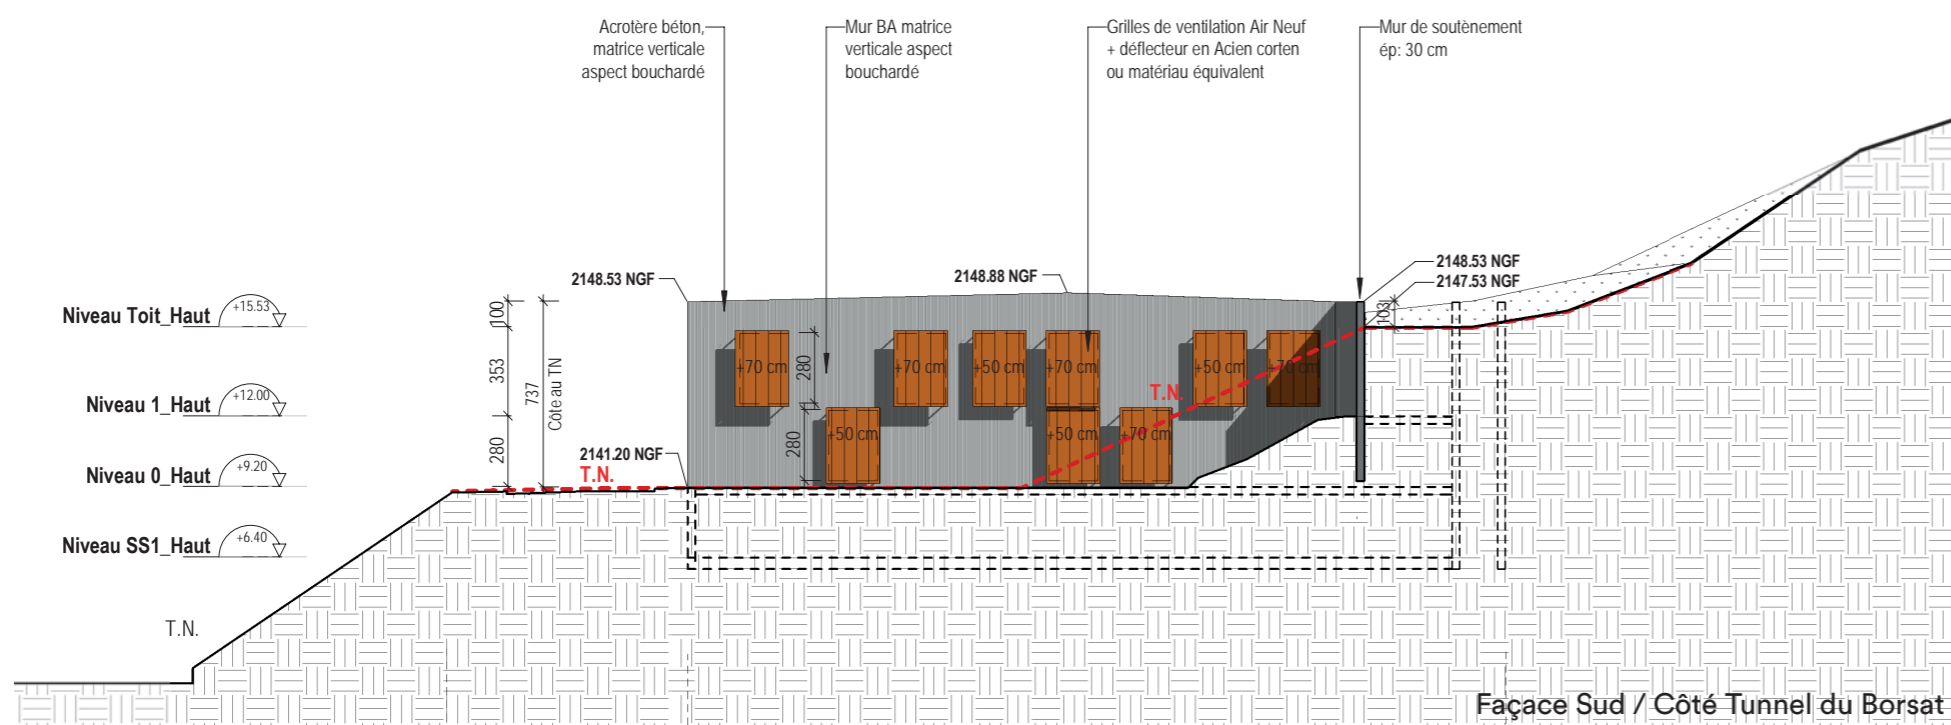 Acrotère béton,
matrice verticale
aspect bouchardé
Mur BA matrice
verticale aspect
bouchardé
Grilles de ventilation Air Neuf
+ déflecteur en Acien corten
ou matériau équivalent
Mur de soutènement
ép: 30 cm
2148.53 NGF
2148.88 NGF
2148.53 NGF
2147.53 NGF
Niveau Toit_Haut
+15.53
Niveau 1_Haut
+12.00
Niveau 0_Haut
+9.20
Niveau SS1_Haut
+6.40
100
353
280
737
Cote au TN
103
+70 cm
280
+70 cm
+50 cm
+70 cm
+50 cm
+70 cm
T.N.
280
+50 cm
+50 cm
+70 cm
2141.20 NGF
T.N.
T.N.
Façace Sud / Côté Tunnel du Borsat